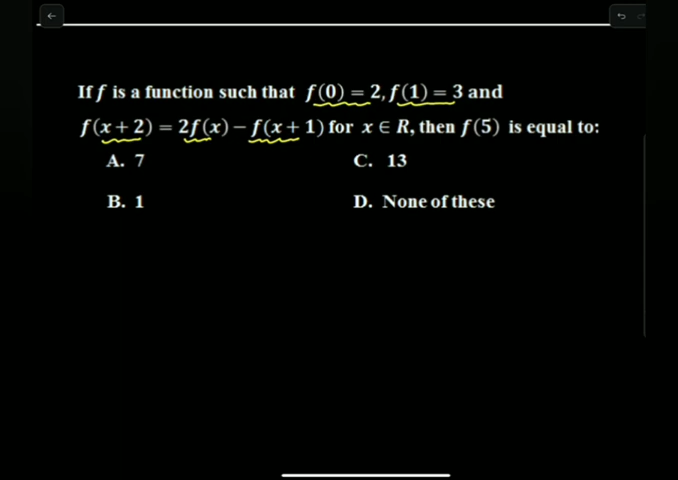 If f is a function such that f(0) = 2, f(1) = 3 and
f(x + 2) = 2f(x) − f(x + 1) for x ∈ R, then f(5) is equal to:
A. 7 C. 13
B. 1 D. None of these